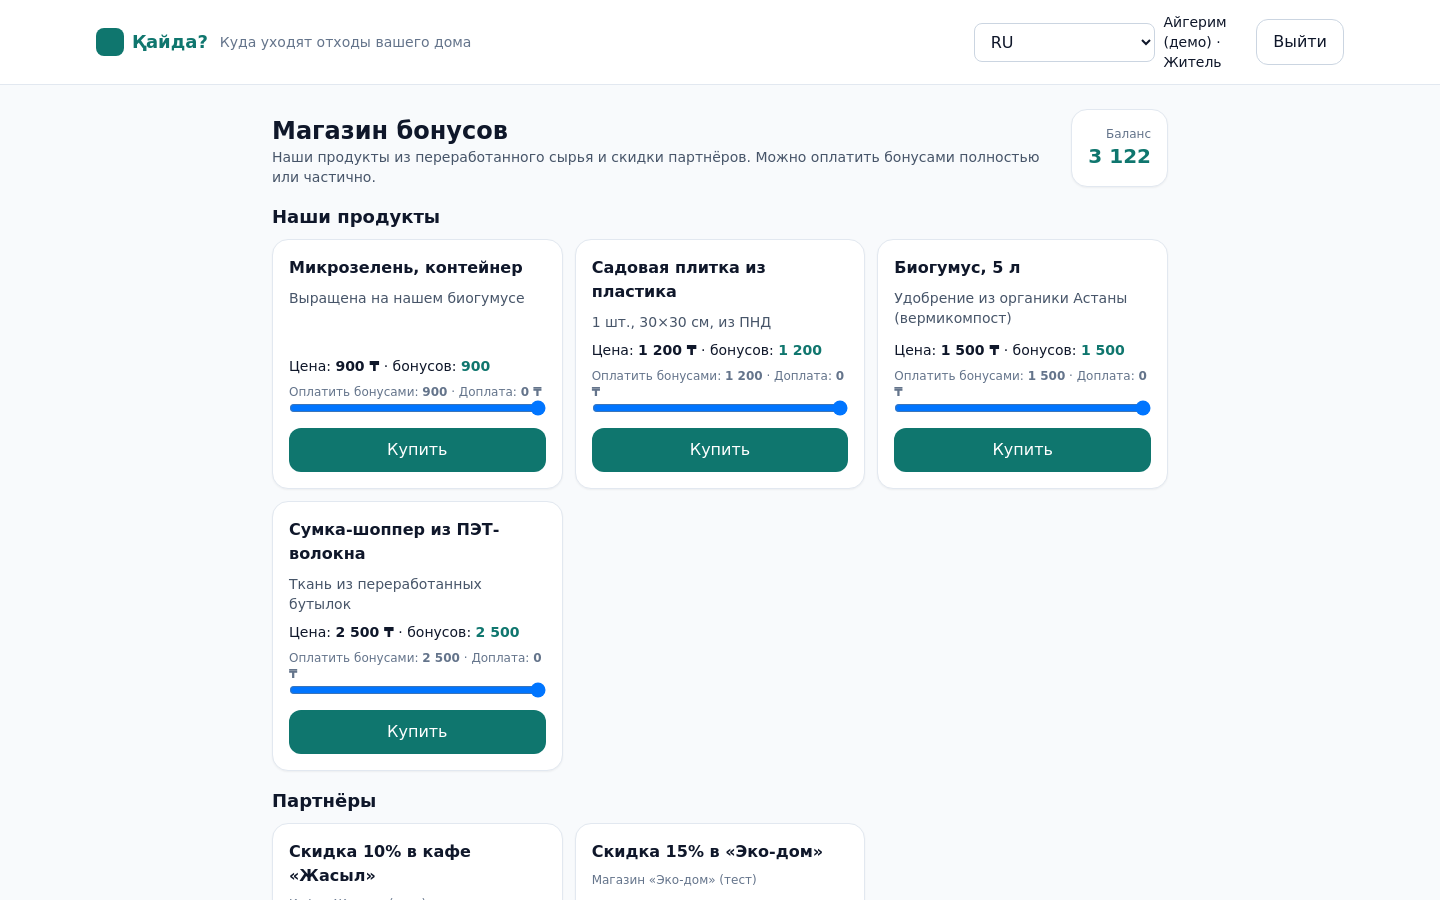 Қайда?
Куда уходят отходы вашего дома
RU
Айгерим
(демо) ·
Житель
Выйти
Магазин бонусов
Наши продукты из переработанного сырья и скидки партнёров. Можно оплатить бонусами полностью
или частично.
Баланс
3 122
Наши продукты
Микрозелень, контейнер
Выращена на нашем биогумусе
Цена: 900 ₸ · бонусов: 900
Оплатить бонусами: 900 · Доплата: 0 ₸
Купить
Садовая плитка из
пластика
1 шт., 30×30 см, из ПНД
Цена: 1 200 ₸ · бонусов: 1 200
Оплатить бонусами: 1 200 · Доплата: 0
₸
Купить
Биогумус, 5 л
Удобрение из органики Астаны
(вермикомпост)
Цена: 1 500 ₸ · бонусов: 1 500
Оплатить бонусами: 1 500 · Доплата: 0
₸
Купить
Сумка-шоппер из ПЭТ-
волокна
Ткань из переработанных
бутылок
Цена: 2 500 ₸ · бонусов: 2 500
Оплатить бонусами: 2 500 · Доплата: 0
₸
Купить
Партнёры
Скидка 10% в кафе
«Жасыл»
Скидка 15% в «Эко-дом»
Магазин «Эко-дом» (тест)